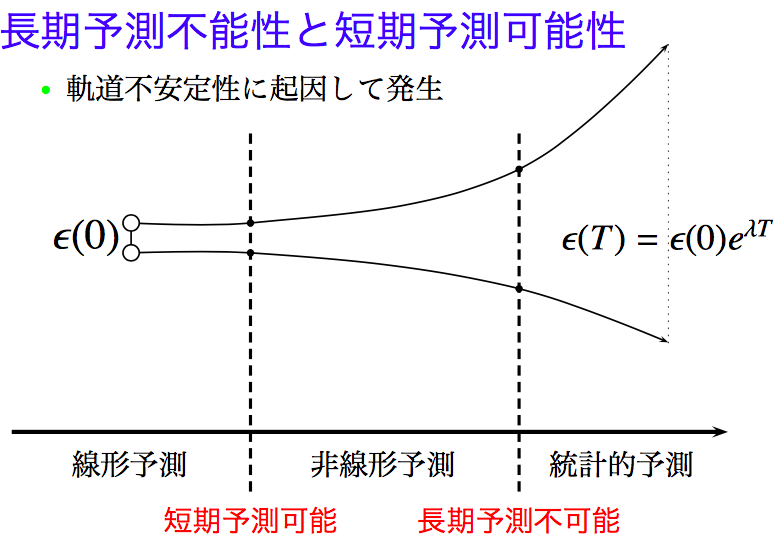 長期予測不能性と短期予測可能性
• 軌道不安定性に起因して発生
ϵ(0)
ϵ(T) = ϵ(0)e^{λT}
線形予測 非線形予測 統計的予測
短期予測可能 長期予測不可能